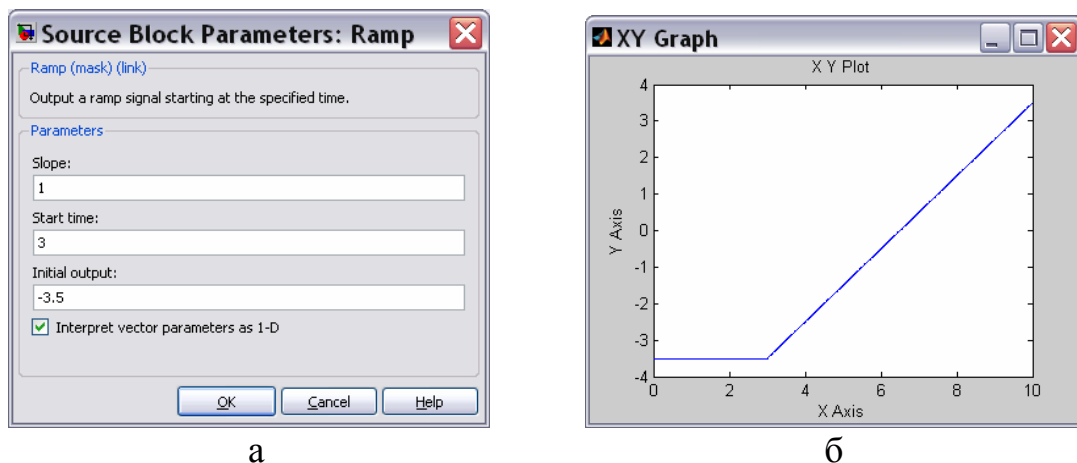 Source Block Parameters: Ramp
Ramp (mask) (link)
Output a ramp signal starting at the specified time.
Parameters
Slope:
1
Start time:
3
Initial output:
-3.5
Interpret vector parameters as 1-D
OK Cancel Help
а
XY Graph
X Y Plot
4
3
2
1
0
-1
-2
-3
-4
Y Axis
0 2 4 6 8 10
X Axis
б